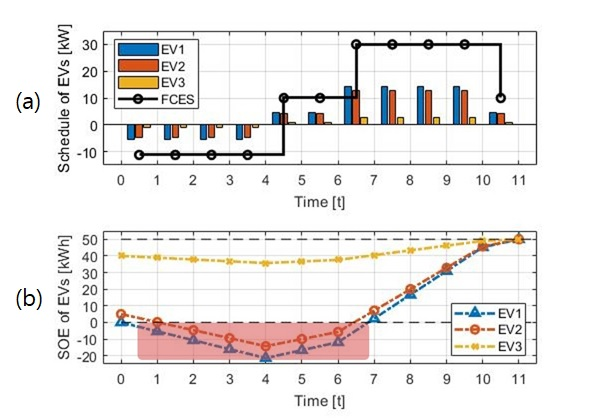 (a)
Schedule of EVs [kW]
30
20
10
0
-10
EV1
EV2
EV3
FCES
0 1 2 3 4 5 6 7 8 9 10 11
Time [t]
(b)
SOE of EVs [kWh]
50
40
30
20
10
0
-10
-20
EV1
EV2
EV3
0 1 2 3 4 5 6 7 8 9 10 11
Time [t]